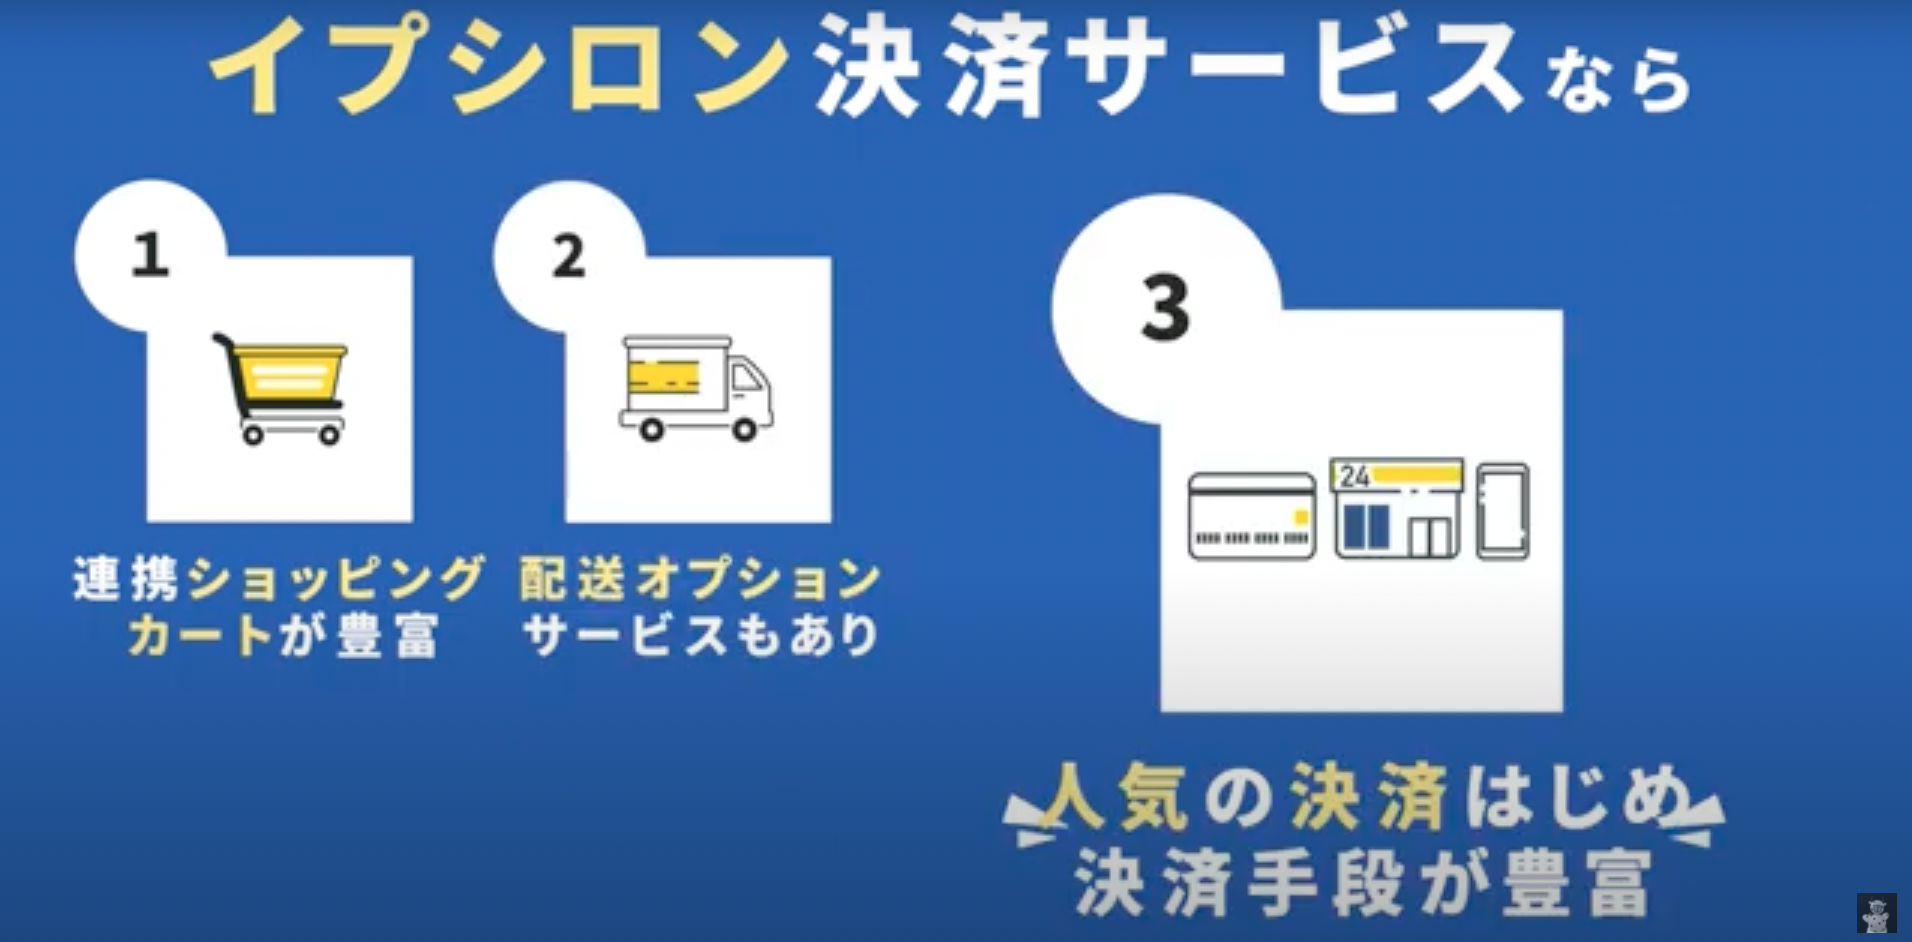 イプシロン決済サービスなら
1
連携ショッピング
カートが豊富
2
配送オプション
サービスもあり
3
24
人気の決済はじめ
決済手段が豊富